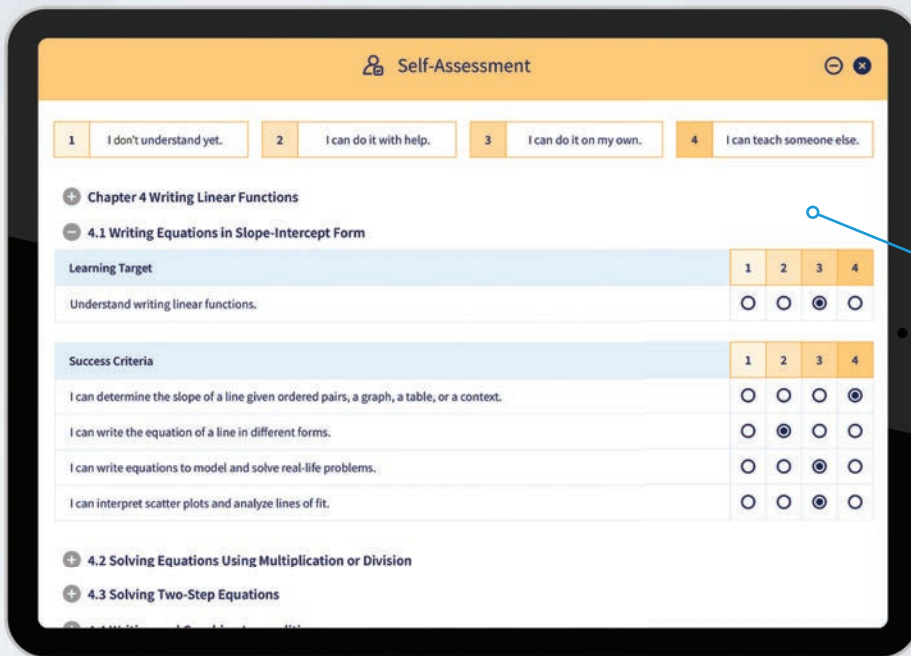 Self-Assessment
1 I don't understand yet. 2 I can do it with help. 3 I can do it on my own. 4 I can teach someone else.
Chapter 4 Writing Linear Functions
4.1 Writing Equations in Slope-Intercept Form
Learning Target 1 2 3 4
Understand writing linear functions.
Success Criteria 1 2 3 4
I can determine the slope of a line given ordered pairs, a graph, a table, or a context.
I can write the equation of a line in different forms.
I can write equations to model and solve real-life problems.
I can interpret scatter plots and analyze lines of fit.
4.2 Solving Equations Using Multiplication or Division
4.3 Solving Two-Step Equations